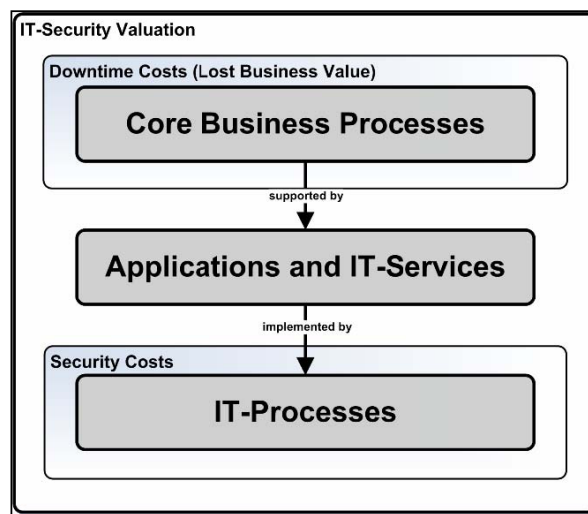 IT-Security Valuation
Downtime Costs (Lost Business Value)
Core Business Processes
supported by
Applications and IT-Services
implemented by
Security Costs
IT-Processes